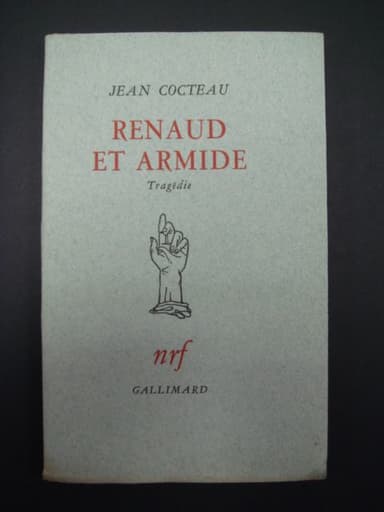 JEAN COCTEAU
RENAUD
ET ARMIDE
Tragédie
nrf
GALLIMARD